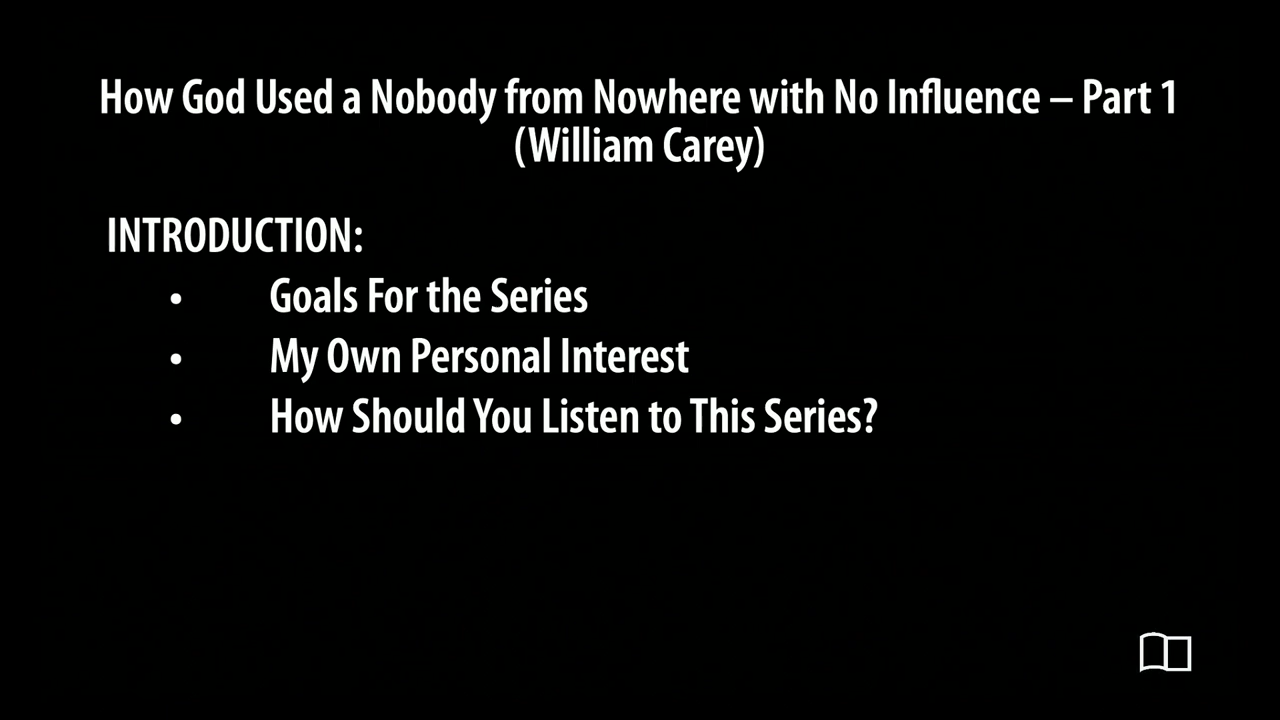 How God Used a Nobody from Nowhere with No Influence – Part 1
(William Carey)
INTRODUCTION:
• Goals For the Series
• My Own Personal Interest
• How Should You Listen to This Series?